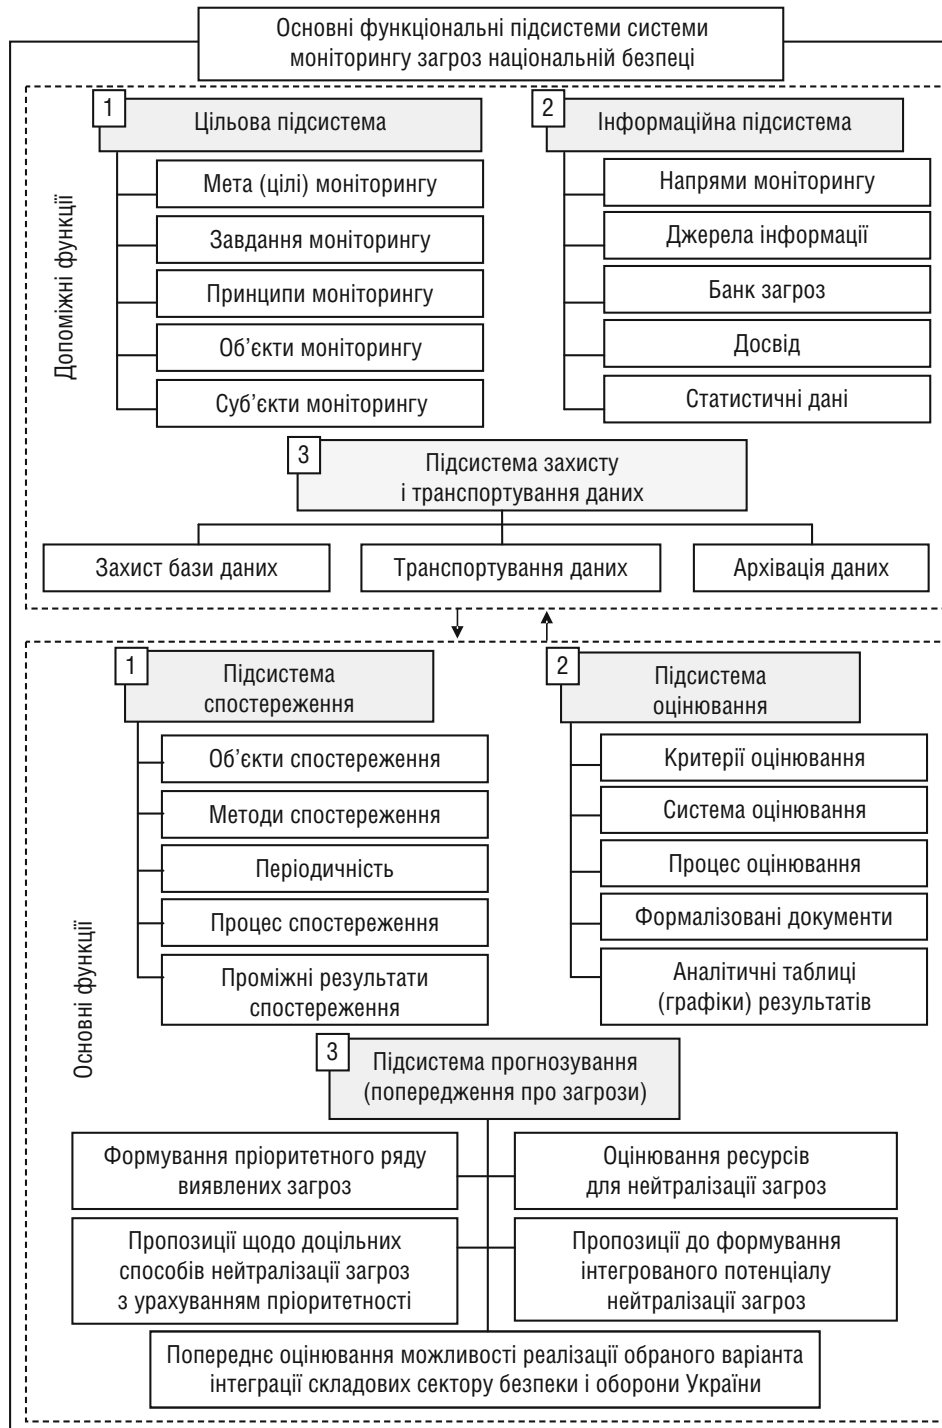 Основні функціональні підсистеми системи
моніторингу загроз національній безпеці
Допоміжні функції
1
Цільова підсистема
Мета (цілі) моніторингу
Завдання моніторингу
Принципи моніторингу
Об’єкти моніторингу
Суб’єкти моніторингу
2
Інформаційна підсистема
Напрями моніторингу
Джерела інформації
Банк загроз
Досвід
Статистичні дані
3
Підсистема захисту
і транспортування даних
Захист бази даних
Транспортування даних
Архівація даних
Основні функції
1
Підсистема
спостереження
Об’єкти спостереження
Методи спостереження
Періодичність
Процес спостереження
Проміжні результати
спостереження
2
Підсистема
оцінювання
Критерії оцінювання
Система оцінювання
Процес оцінювання
Формалізовані документи
Аналітичні таблиці
(графіки) результатів
3
Підсистема прогнозування
(попередження про загрози)
Формування пріоритетного ряду
виявлених загроз
Оцінювання ресурсів
для нейтралізації загроз
Пропозиції щодо доцільних
способів нейтралізації загроз
з урахуванням пріоритетності
Пропозиції до формування
інтегрованого потенціалу
нейтралізації загроз
Попереднє оцінювання можливості реалізації обраного варіанта
інтеграції складових сектору безпеки і оборони України